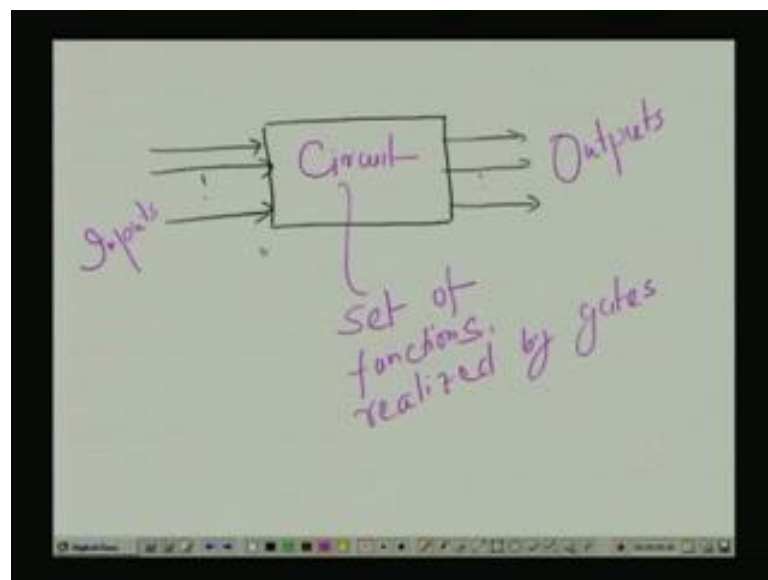 Circuit
Outputs
Inputs
set of
functions.
realized by gates